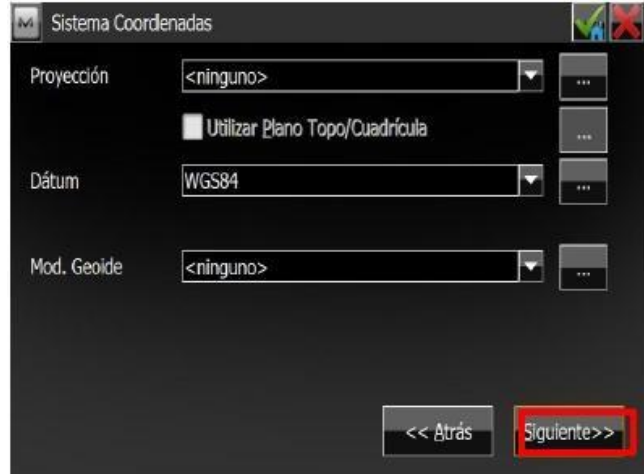 Sistema Coordenadas
Proyección <ninguno> ...
Utilizar Plano Topo/Cuadrícula ...
Dátum WGS84 ...
Mod. Geoide <ninguno> ...
<< Atrás Siguiente>>